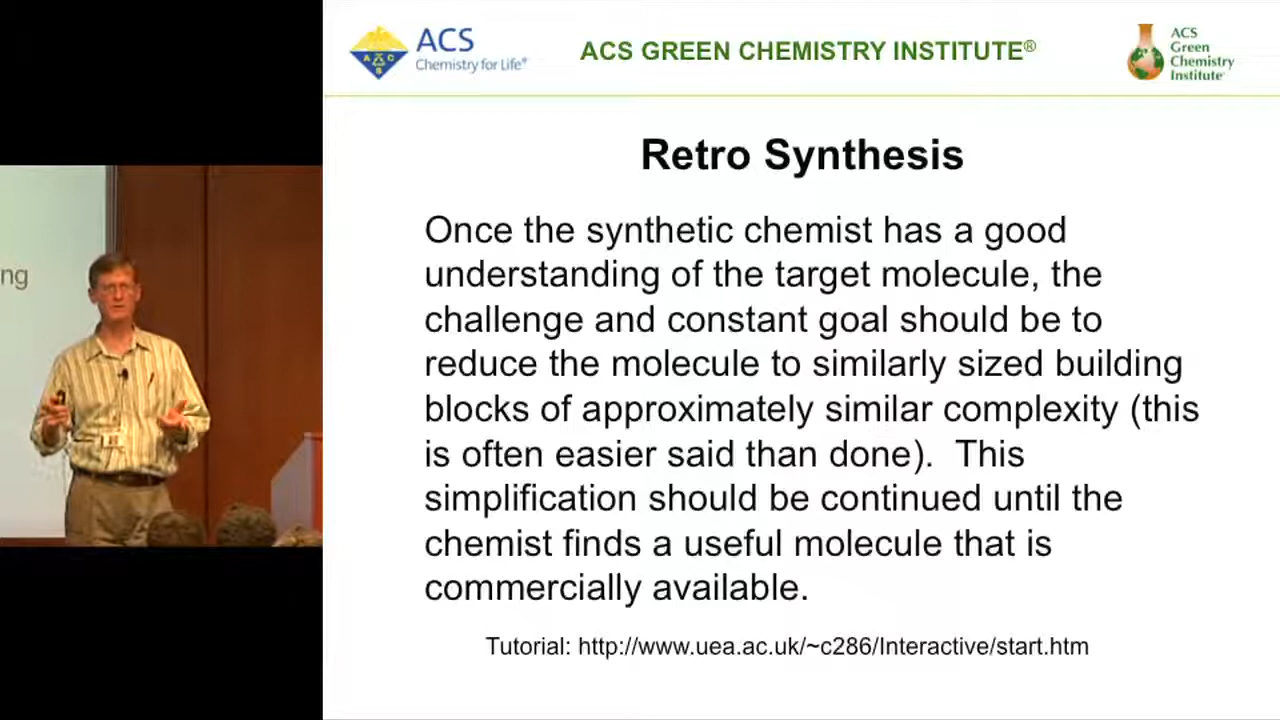 ACS
Chemistry for Life®
ACS GREEN CHEMISTRY INSTITUTE®
ACS
Green
Chemistry
Institute®
Retro Synthesis
Once the synthetic chemist has a good
understanding of the target molecule, the
challenge and constant goal should be to
reduce the molecule to similarly sized building
blocks of approximately similar complexity (this
is often easier said than done).  This
simplification should be continued until the
chemist finds a useful molecule that is
commercially available.
Tutorial: http://www.uea.ac.uk/~c286/Interactive/start.htm
ng